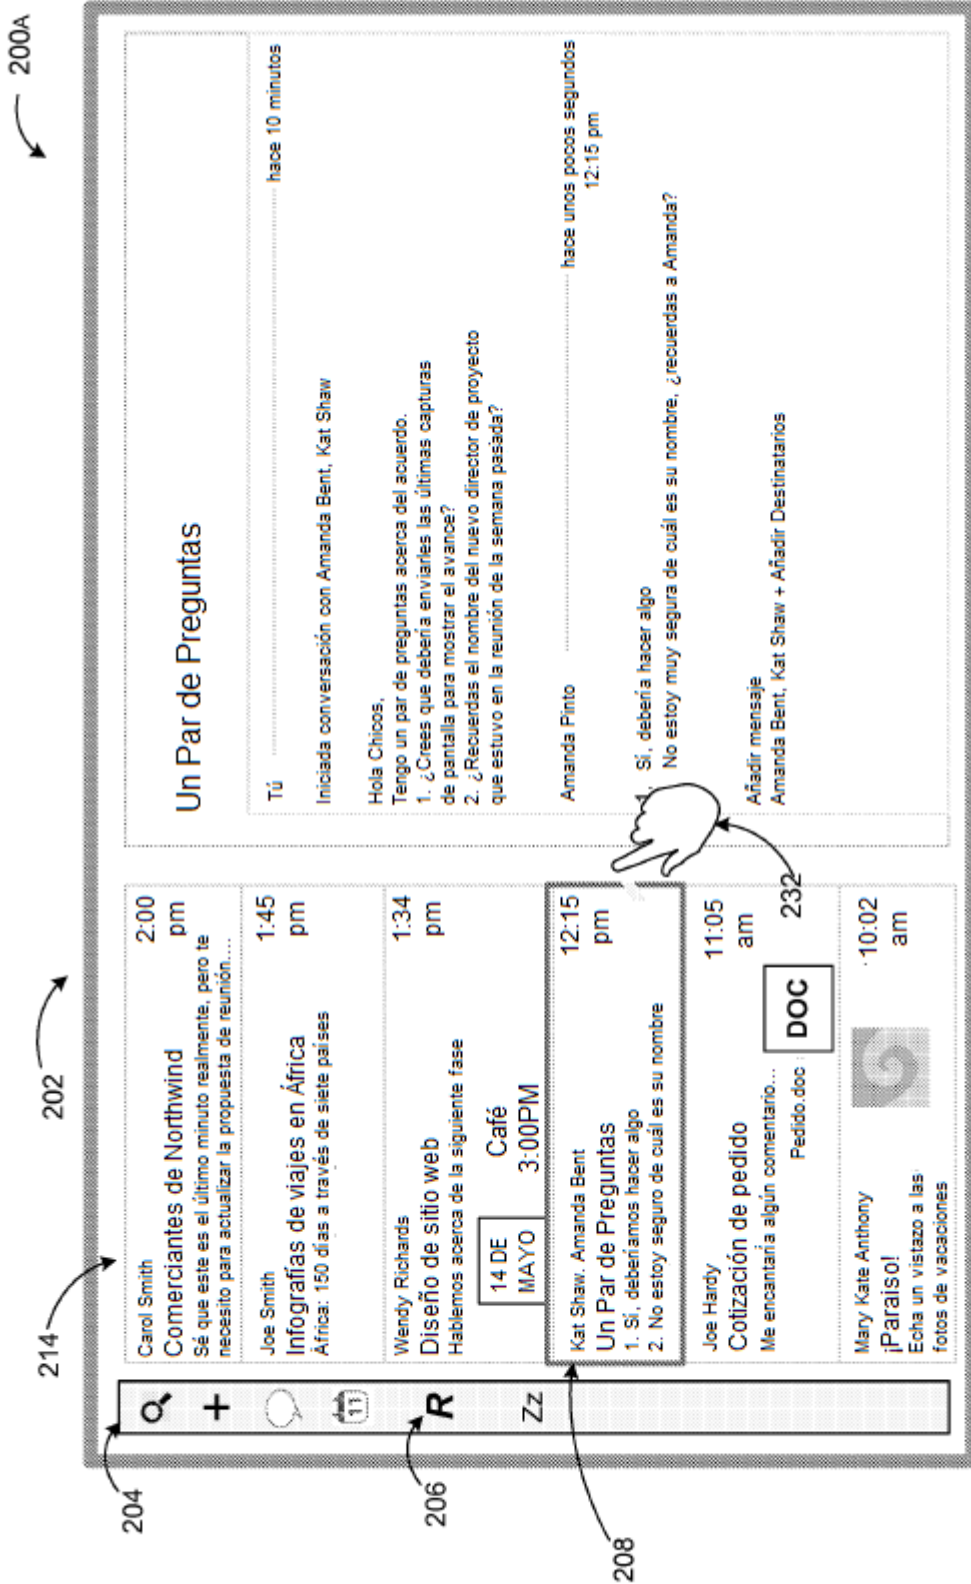 200A
202
214
204
206
208
232
11
R
Zz
Carol Smith
Comerciantes de Northwind
2:00
pm
Sé que este es el último minuto realmente, pero te
necesito para actualizar la propuesta de reunión....
Joe Smith
Infografías de viajes en África
1:45
pm
África: 150 días a través de siete países
Wendy Richards
Diseño de sitio web
1:34
pm
Hablemos acerca de la siguiente fase
14 DE
MAYO
Café
3:00PM
Kat Shaw. Amanda Bent
Un Par de Preguntas
12:15
pm
1. Sí, deberíamos hacer algo
2. No estoy seguro de cuál es su nombre
Joe Hardy
Cotización de pedido
11:05
am
Me encantaría algún comentario...
Pedido.doc
DOC
Mary Kate Anthony
¡Paraiso!
10:02
am
Echa un vistazo a las
fotos de vacaciones
Un Par de Preguntas
Tú hace 10 minutos
Iniciada conversación con Amanda Bent, Kat Shaw
Hola Chicos,
Tengo un par de preguntas acerca del acuerdo.
1. ¿Crees que debería enviarles las últimas capturas
de pantalla para mostrar el avance?
2. ¿Recuerdas el nombre del nuevo director de proyecto
que estuvo en la reunión de la semana pasada?
Amanda Pinto hace unos pocos segundos
12:15 pm
1. Sí, debería hacer algo
No estoy muy segura de cuál es su nombre, ¿recuerdas a Amanda?
Añadir mensaje
Amanda Bent, Kat Shaw + Añadir Destinatarios